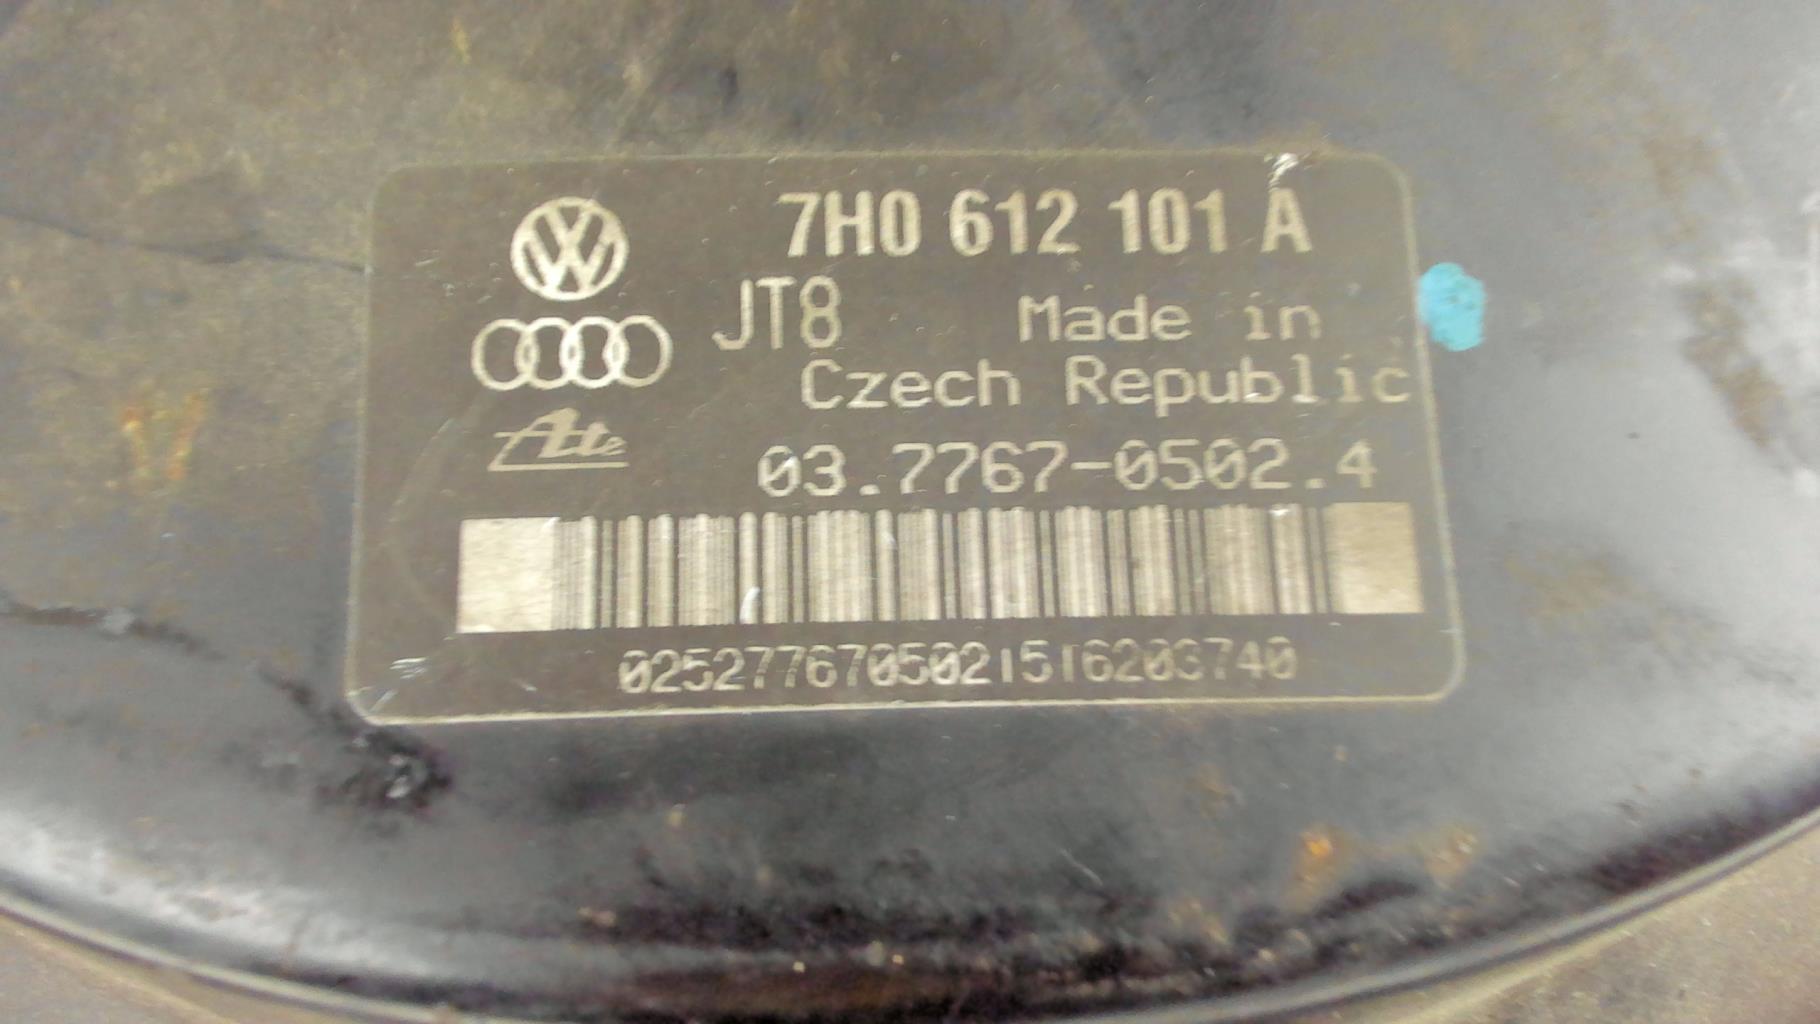 7H0 612 101 A
JT8 Made in
Czech Republic
Ate
03.7767-0502.4
0252776705021516203740